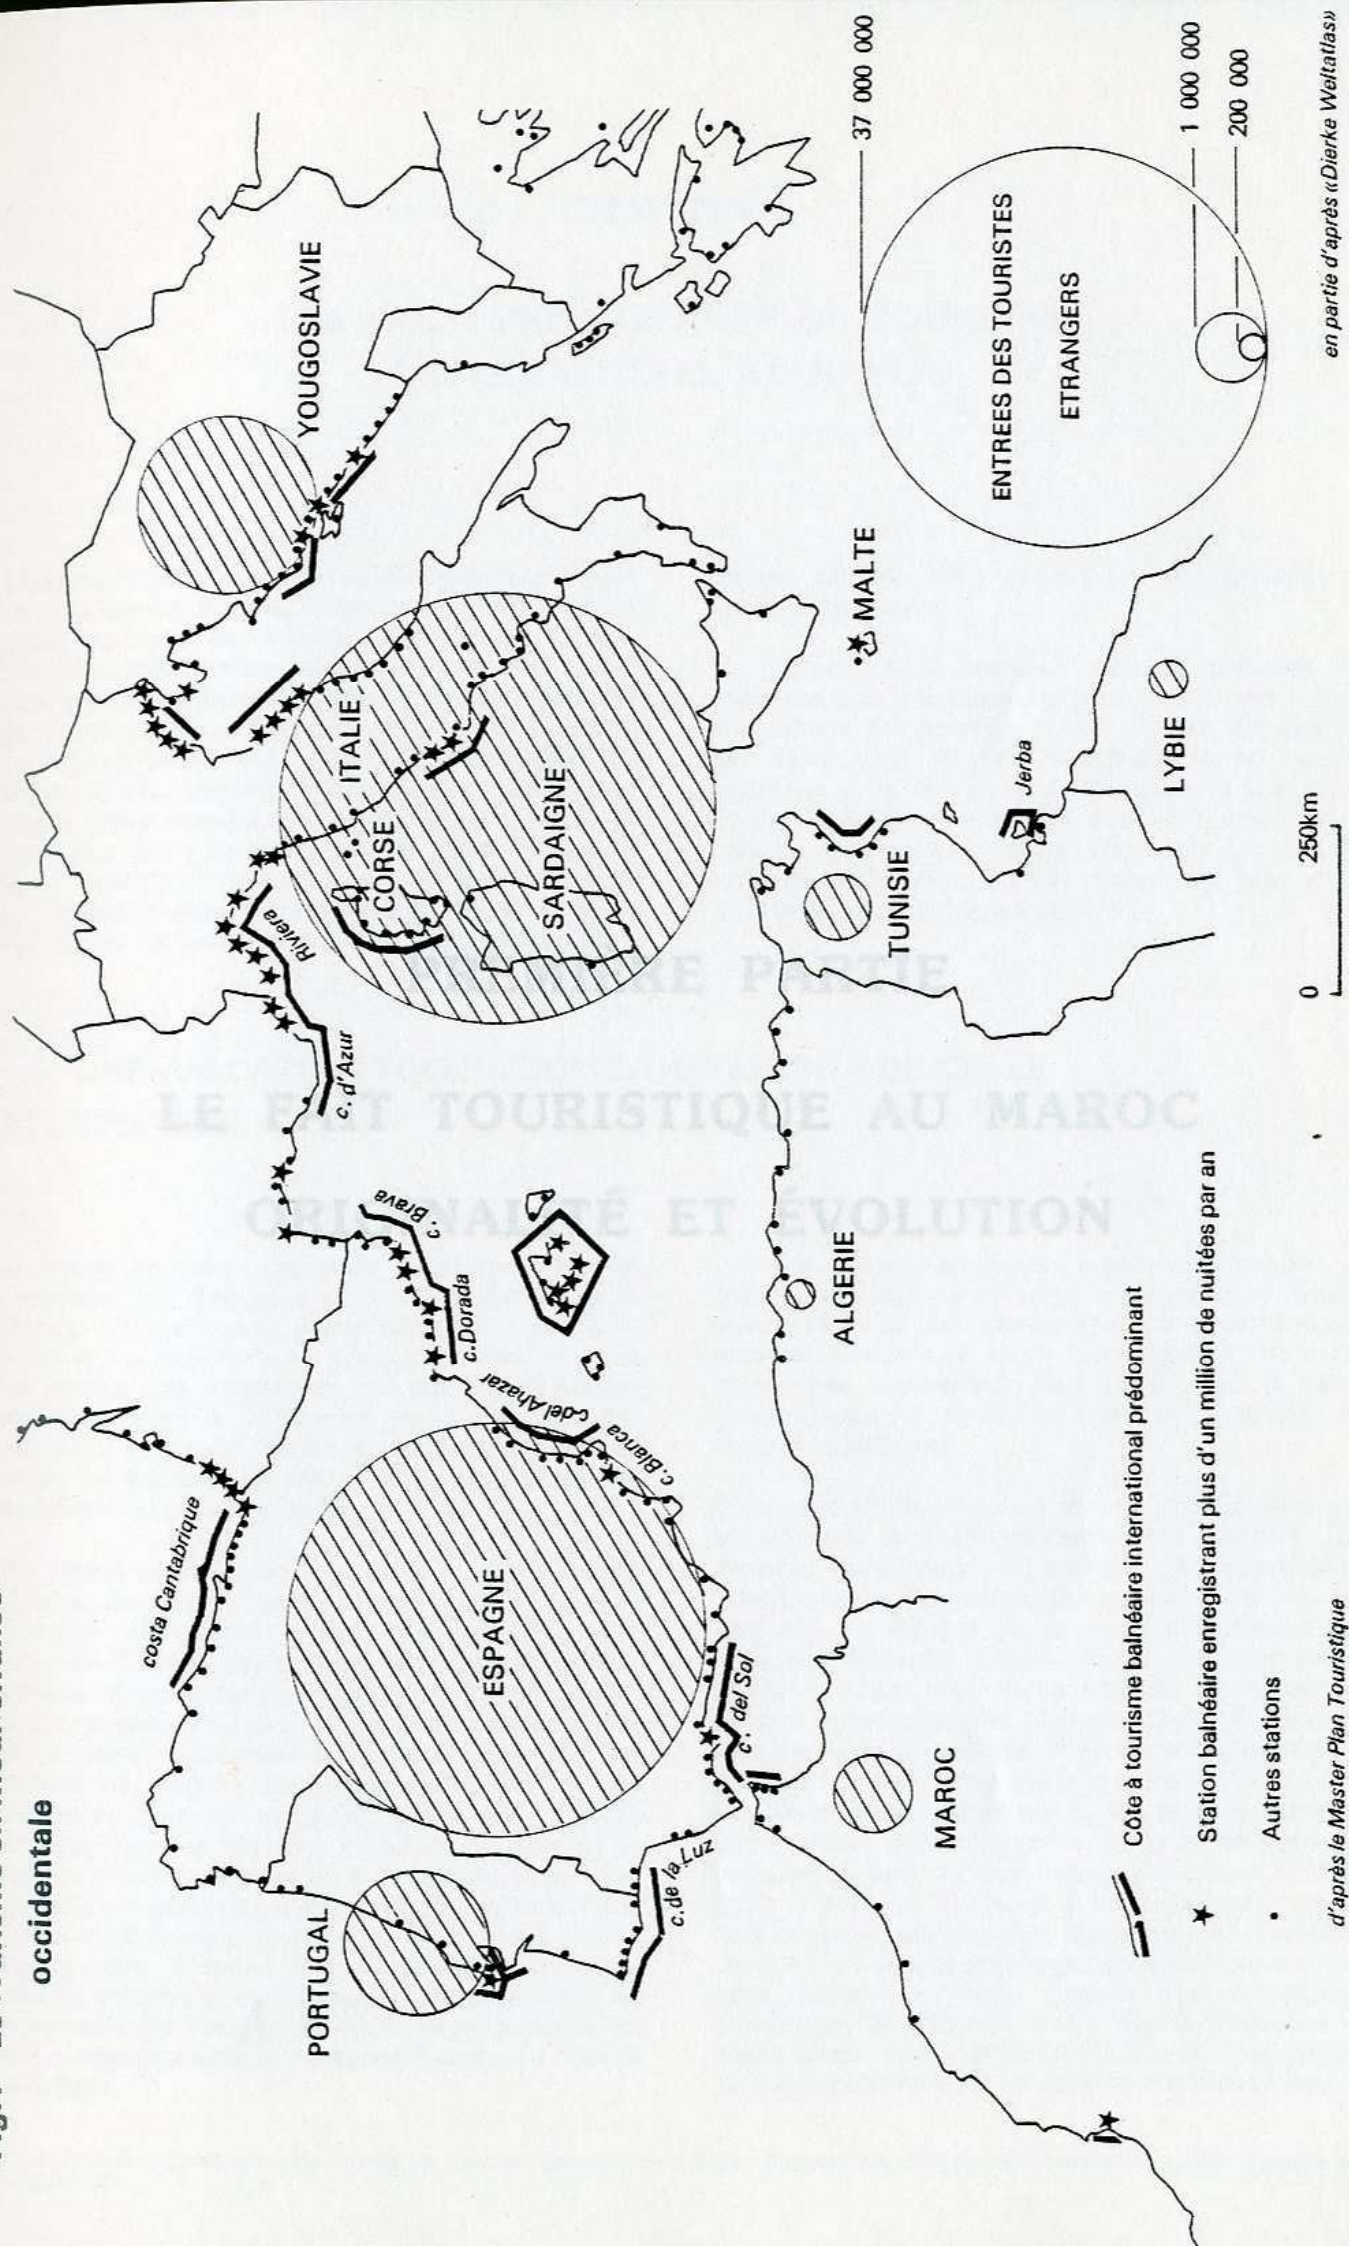 occidentale
PORTUGAL
ESPAGNE
costa Cantabrique
c. de la Luz
c. del Sol
c. Blanca
c. del Ahazar
c. Dorada
c. Brava
c. d'Azur
Riviera
CORSE
SARDAIGNE
ITALIE
YOUGOSLAVIE
MAROC
ALGERIE
TUNISIE
Jerba
LYBIE
MALTE
ENTREES DES TOURISTES
ETRANGERS
37 000 000
1 000 000
200 000
Côte à tourisme balnéaire international prédominant
Station balnéaire enregistrant plus d'un million de nuitées par an
Autres stations
0 250km
d'après le Master Plan Touristique
en partie d'après «Dierke Weltatlas»
PREMIÈRE PARTIE
LE FAIT TOURISTIQUE AU MAROC
ORIGINALITÉ ET ÉVOLUTION